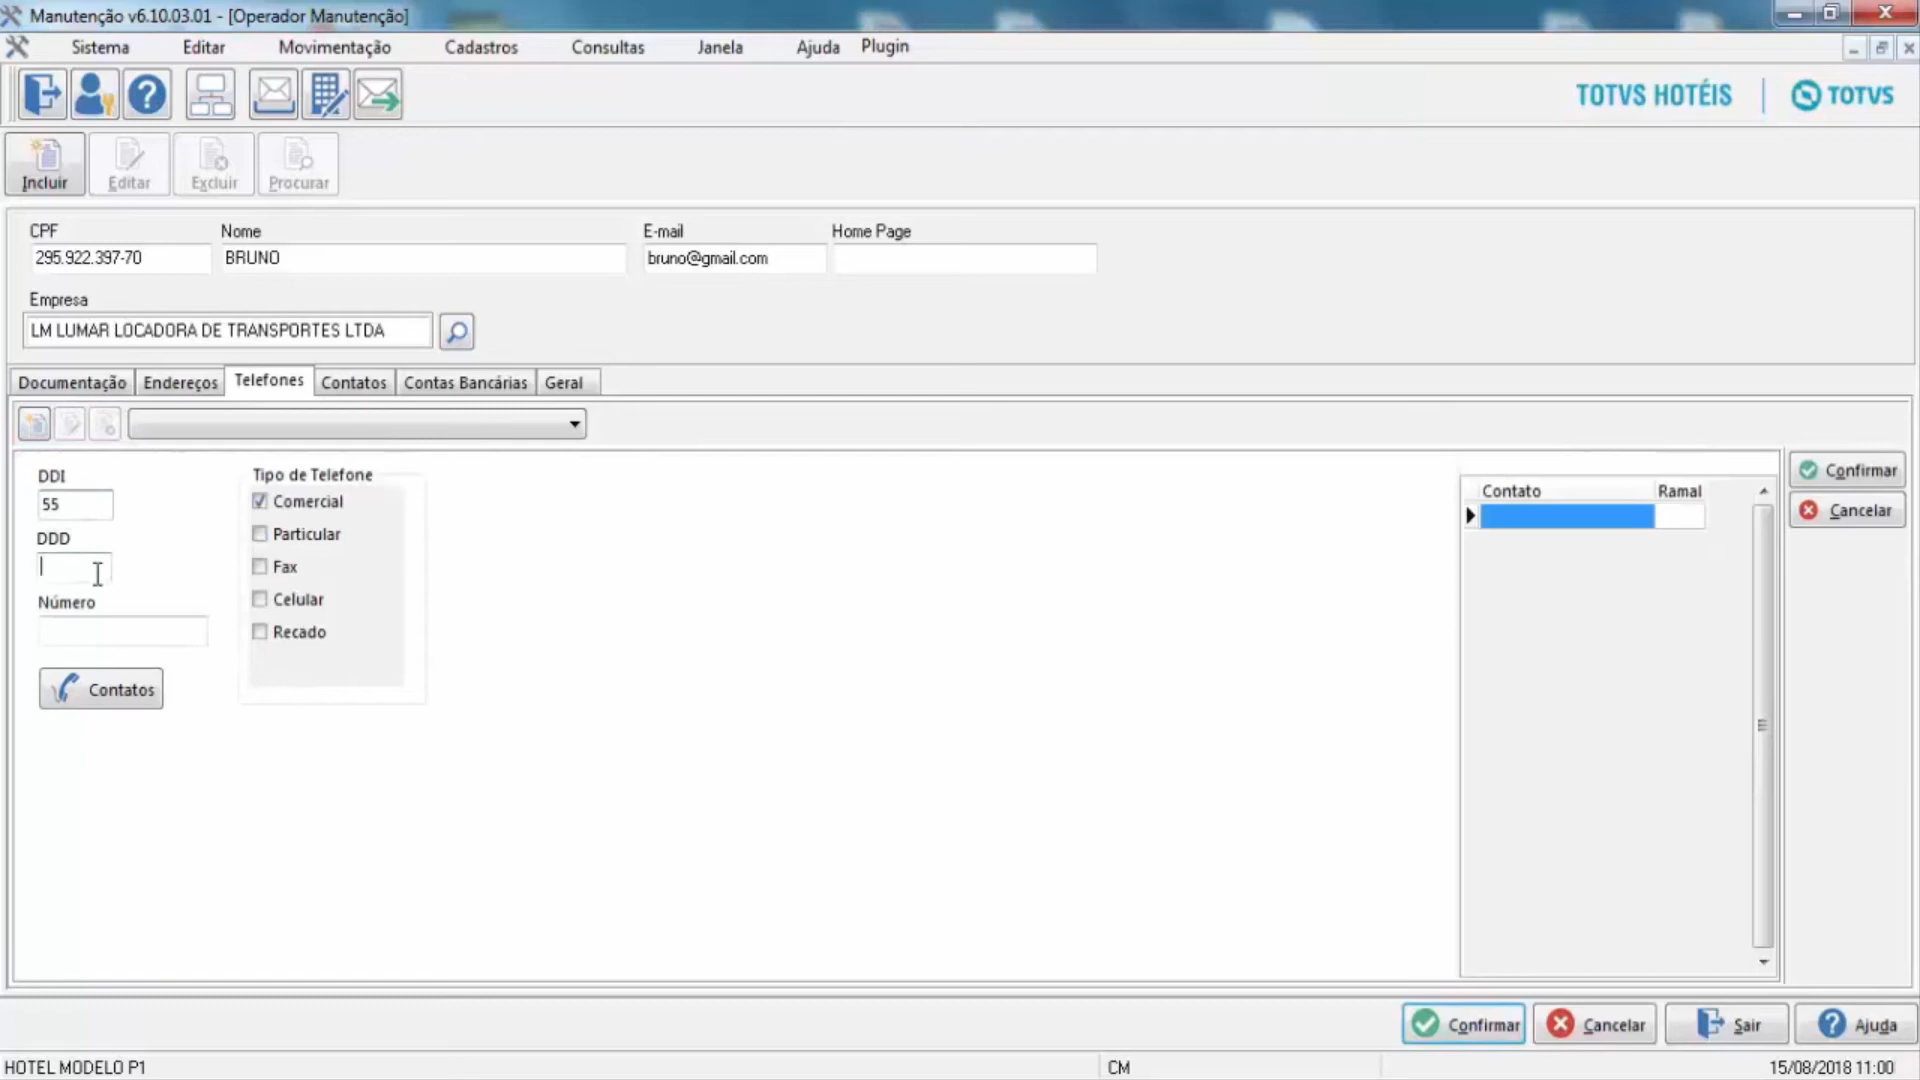 Manutenção v6.10.03.01 - [Operador Manutenção]
Sistema Editar Movimentação Cadastros Consultas Janela Ajuda Plugin
TOTVS HOTÉIS TOTVS
Incluir Editar Excluir Procurar
CPF Nome E-mail Home Page
295.922.397-70 BRUNO bruno@gmail.com
Empresa
LM LUMAR LOCADORA DE TRANSPORTES LTDA
Documentação Endereços Telefones Contatos Contas Bancárias Geral
DDI
55
DDD
Número
Contatos
Tipo de Telefone
Comercial
Particular
Fax
Celular
Recado
Contato Ramal
Confirmar
Cancelar
Confirmar Cancelar Sair Ajuda
HOTEL MODELO P1 CM 15/08/2018 11:00